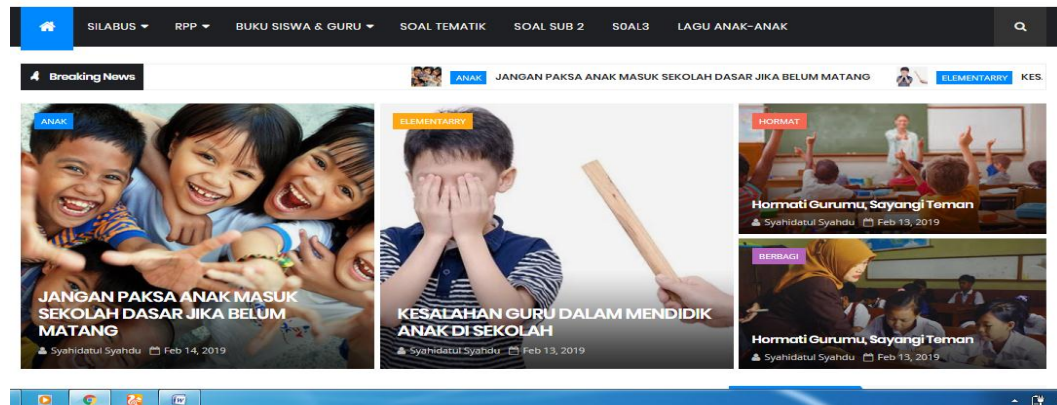 SILABUS RPP BUKU SISWA & GURU SOAL TEMATIK SOAL SUB 2 S0AL3 LAGU ANAK-ANAK
Breaking News ANAK JANGAN PAKSA ANAK MASUK SEKOLAH DASAR JIKA BELUM MATANG ELEMENTARRY KES
ANAK
JANGAN PAKSA ANAK MASUK
SEKOLAH DASAR JIKA BELUM
MATANG
Syahidatul Syahdu Feb 14, 2019
ELEMENTARRY
KESALAHAN GURU DALAM MENDIDIK
ANAK DI SEKOLAH
Syahidatul Syahdu Feb 13, 2019
HORMAT
Hormati Gurumu, Sayangi Teman
Syahidatul Syahdu Feb 13, 2019
BERBAGI
Hormati Gurumu, Sayangi Teman
Syahidatul Syahdu Feb 13, 2019